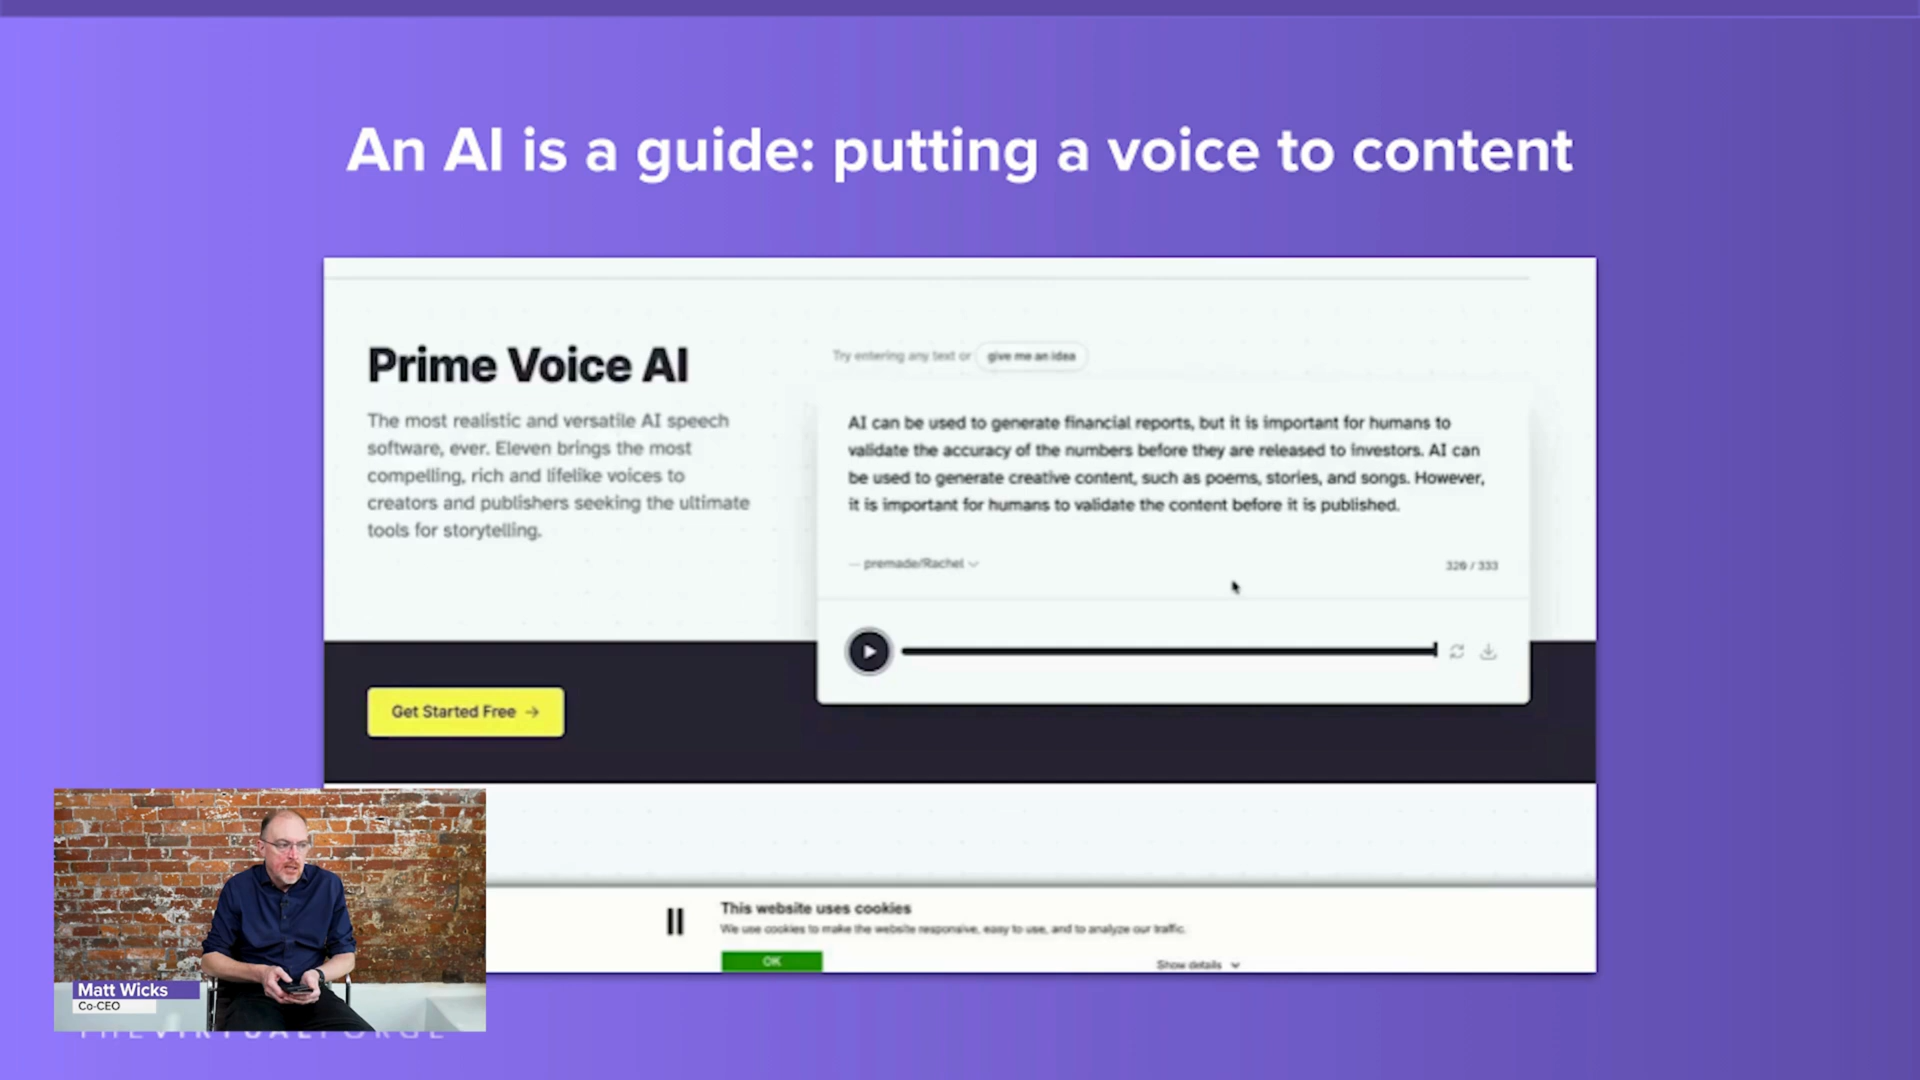 An AI is a guide: putting a voice to content
Prime Voice AI
The most realistic and versatile AI speech
software, ever. Eleven brings the most
compelling, rich and lifelike voices to
creators and publishers seeking the ultimate
tools for storytelling.
Get Started Free →
Try entering any text or give me an idea
AI can be used to generate financial reports, but it is important for humans to
validate the accuracy of the numbers before they are released to investors. AI can
be used to generate creative content, such as poems, stories, and songs. However,
it is important for humans to validate the content before it is published.
— premade/Rachel
320 / 333
This website uses cookies
We use cookies to make the website responsive, easy to use, and to analyze our traffic.
OK
Show details
Matt Wicks
Co-CEO
THEVIRTUALFORGE